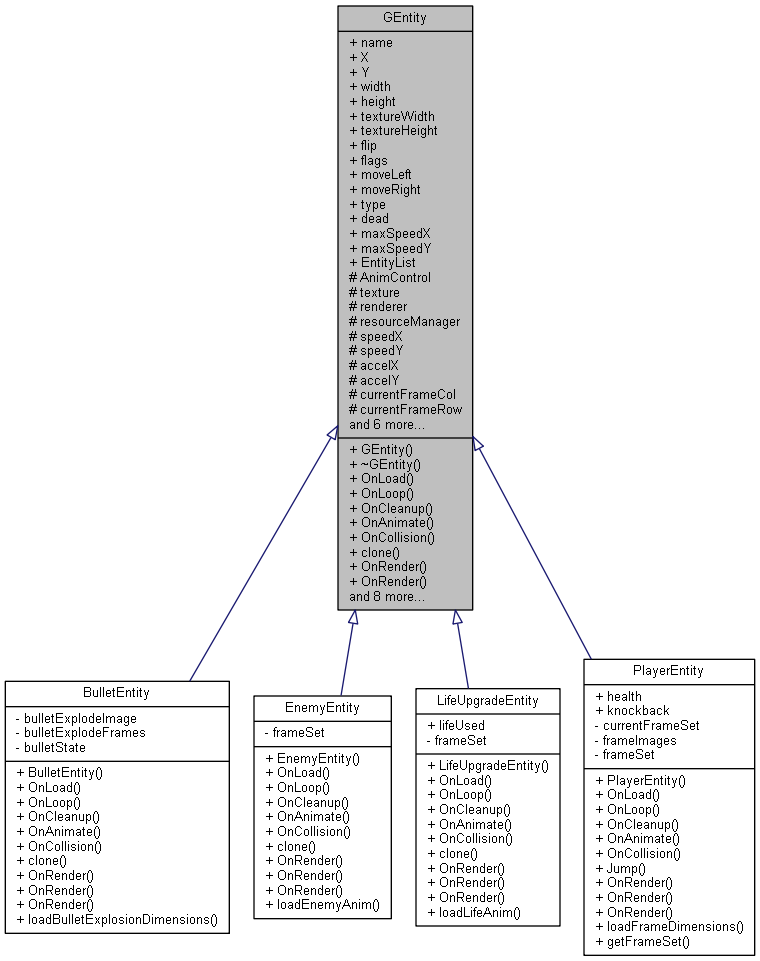 GEntity
+ name
+ X
+ Y
+ width
+ height
+ textureWidth
+ textureHeight
+ flip
+ flags
+ moveLeft
+ moveRight
+ type
+ dead
+ maxSpeedX
+ maxSpeedY
+ EntityList
# AnimControl
# texture
# renderer
# resourceManager
# speedX
# speedY
# accelX
# accelY
# currentFrameCol
# currentFrameRow
and 6 more...
+ GEntity()
+ ~GEntity()
+ OnLoad()
+ OnLoop()
+ OnCleanup()
+ OnAnimate()
+ OnCollision()
+ clone()
+ OnRender()
+ OnRender()
and 8 more...
BulletEntity
- bulletExplodeImage
- bulletExplodeFrames
- bulletState
+ BulletEntity()
+ OnLoad()
+ OnLoop()
+ OnCleanup()
+ OnAnimate()
+ OnCollision()
+ clone()
+ OnRender()
+ OnRender()
+ OnRender()
+ loadBulletExplosionDimensions()
EnemyEntity
- frameSet
+ EnemyEntity()
+ OnLoad()
+ OnLoop()
+ OnCleanup()
+ OnAnimate()
+ OnCollision()
+ clone()
+ OnRender()
+ OnRender()
+ OnRender()
+ loadEnemyAnim()
LifeUpgradeEntity
+ lifeUsed
- frameSet
+ LifeUpgradeEntity()
+ OnLoad()
+ OnLoop()
+ OnCleanup()
+ OnAnimate()
+ OnCollision()
+ clone()
+ OnRender()
+ OnRender()
+ OnRender()
+ loadLifeAnim()
PlayerEntity
+ health
+ knockback
- currentFrameSet
- frameImages
- frameSet
+ PlayerEntity()
+ OnLoad()
+ OnLoop()
+ OnCleanup()
+ OnAnimate()
+ OnCollision()
+ Jump()
+ OnRender()
+ OnRender()
+ OnRender()
+ loadFrameDimensions()
+ getFrameSet()